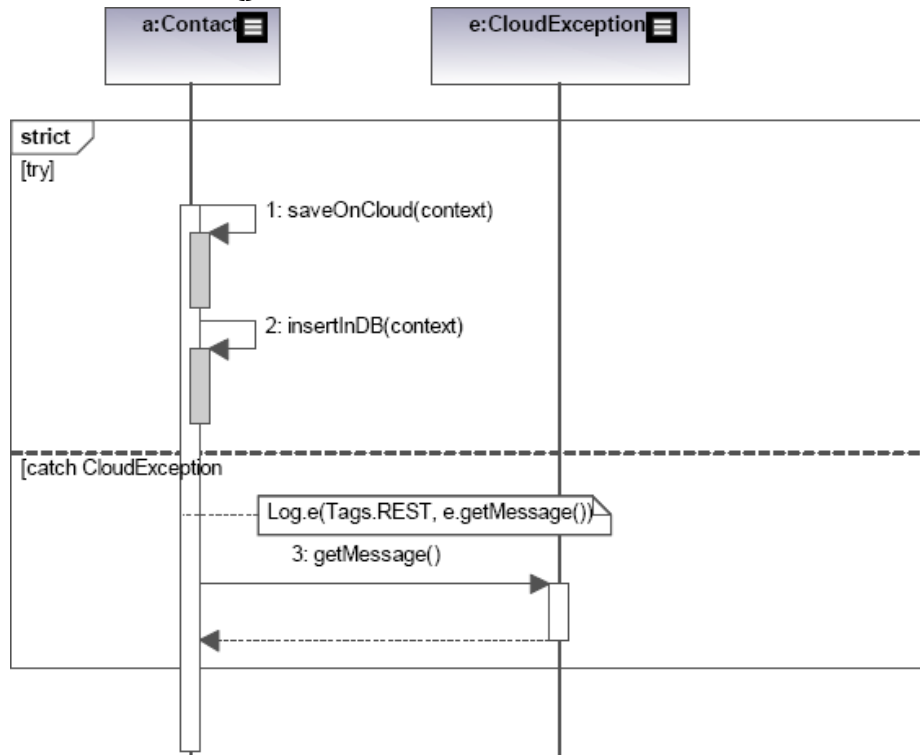 a:Contact
e:CloudException
strict
[try]
1: saveOnCloud(context)
2: insertInDB(context)
[catch CloudException
Log.e(Tags.REST, e.getMessage())
3: getMessage()